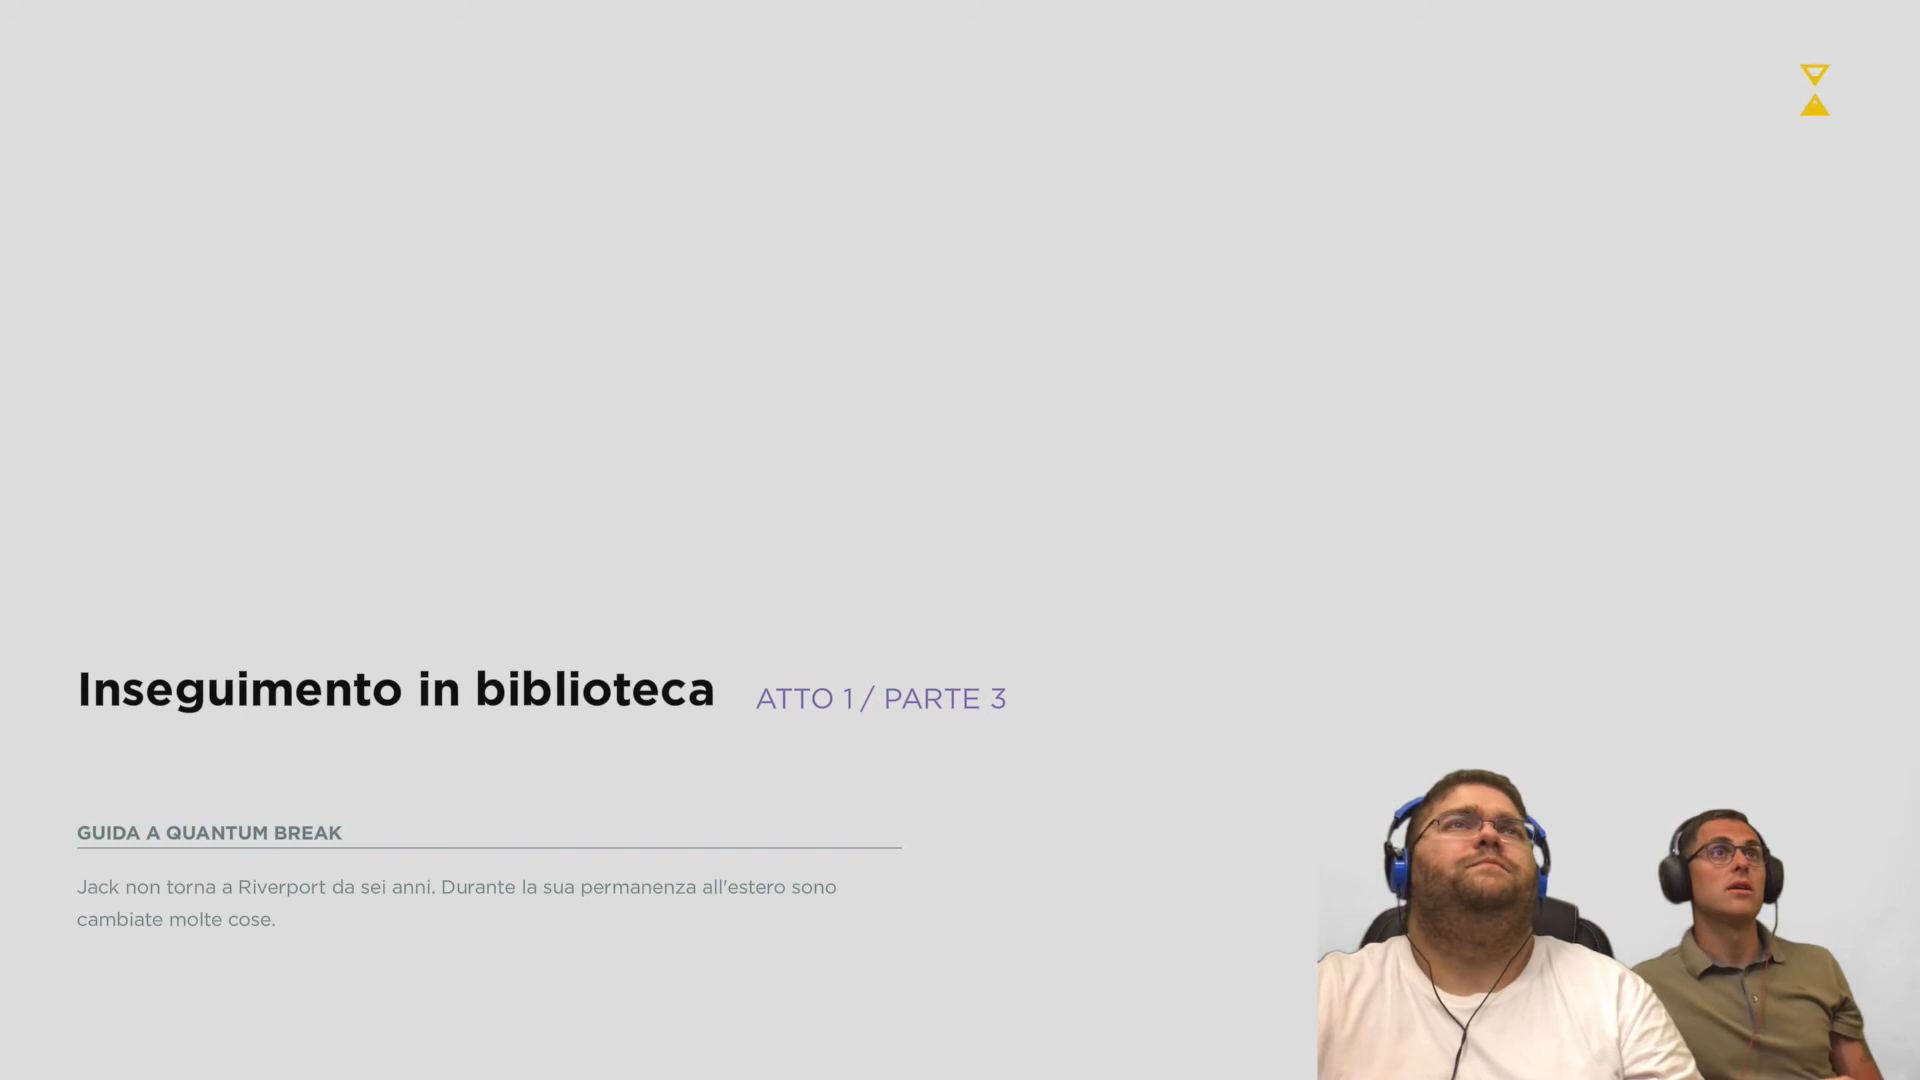 Inseguimento in biblioteca ATTO 1 / PARTE 3
GUIDA A QUANTUM BREAK
Jack non torna a Riverport da sei anni. Durante la sua permanenza all'estero sono
cambiate molte cose.